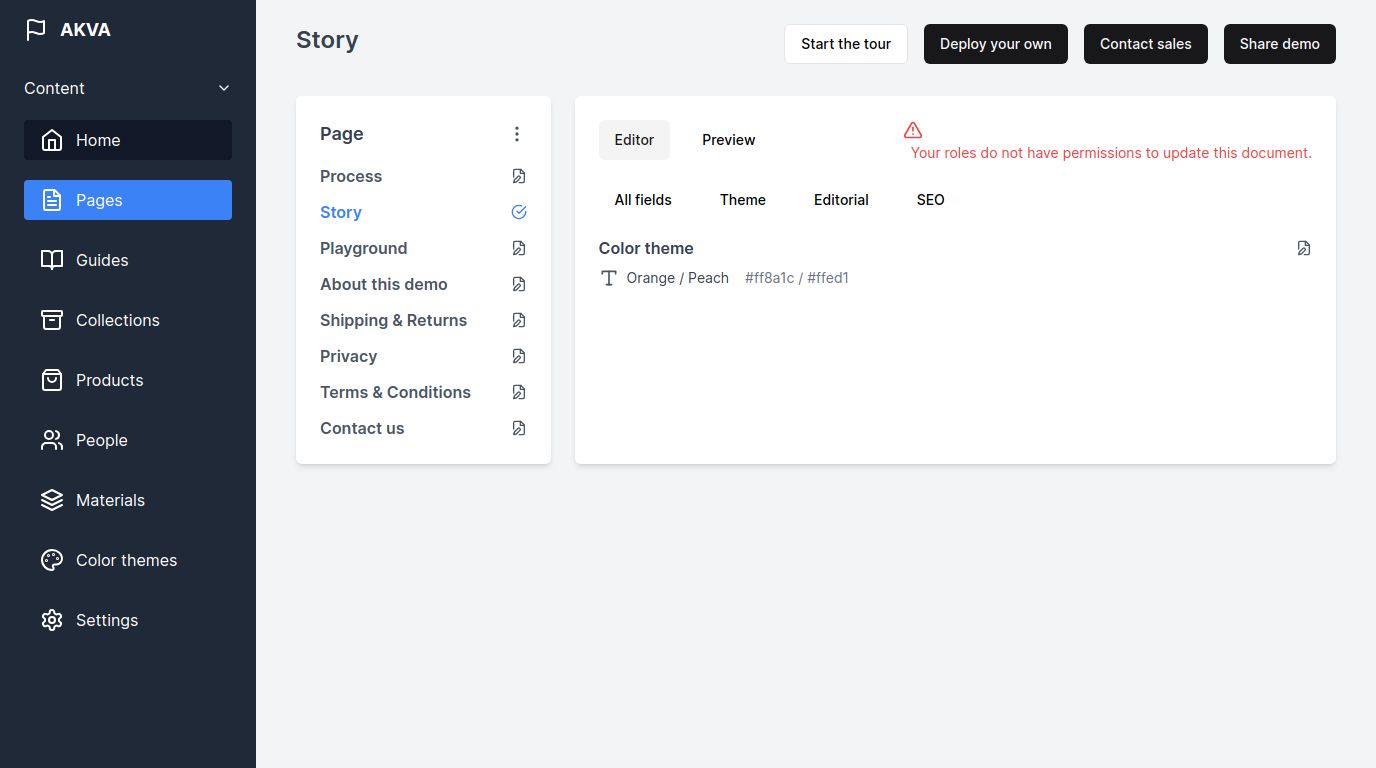 AKVA
Content
Home
Pages
Guides
Collections
Products
People
Materials
Color themes
Settings
Story
Start the tour
Deploy your own
Contact sales
Share demo
Page
Process
Story
Playground
About this demo
Shipping & Returns
Privacy
Terms & Conditions
Contact us
Editor
Preview
Your roles do not have permissions to update this document.
All fields
Theme
Editorial
SEO
Color theme
Orange / Peach #ff8a1c / #ffed1